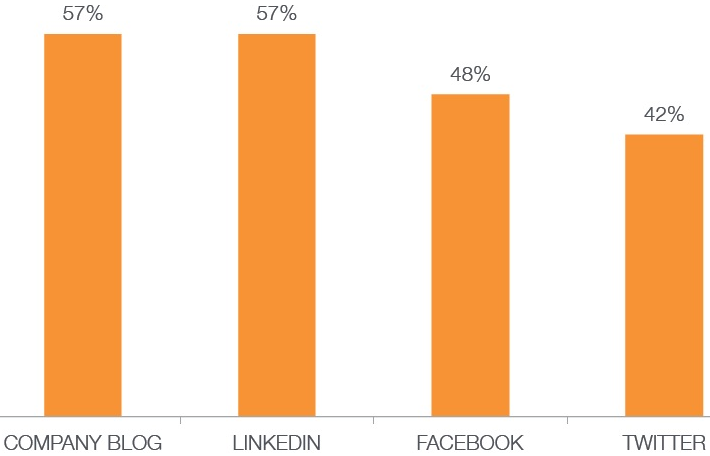 57%
57%
48%
42%
COMPANY BLOG
LINKEDIN
FACEBOOK
TWITTER